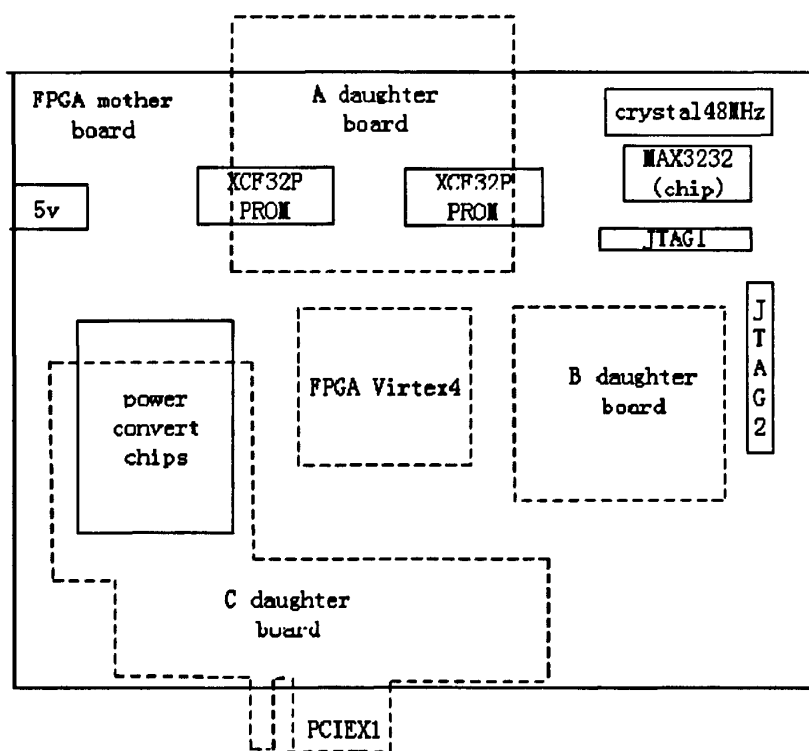 FPGA mother
board
A daughter
board
crystal48MHz
MAX3232
(chip)
XCF32P
PROM
XCF32P
PROM
5v
JTAG1
JTAG2
FPGA Virtex4
B daughter
board
power
convert
chips
C daughter
board
PCIEX1